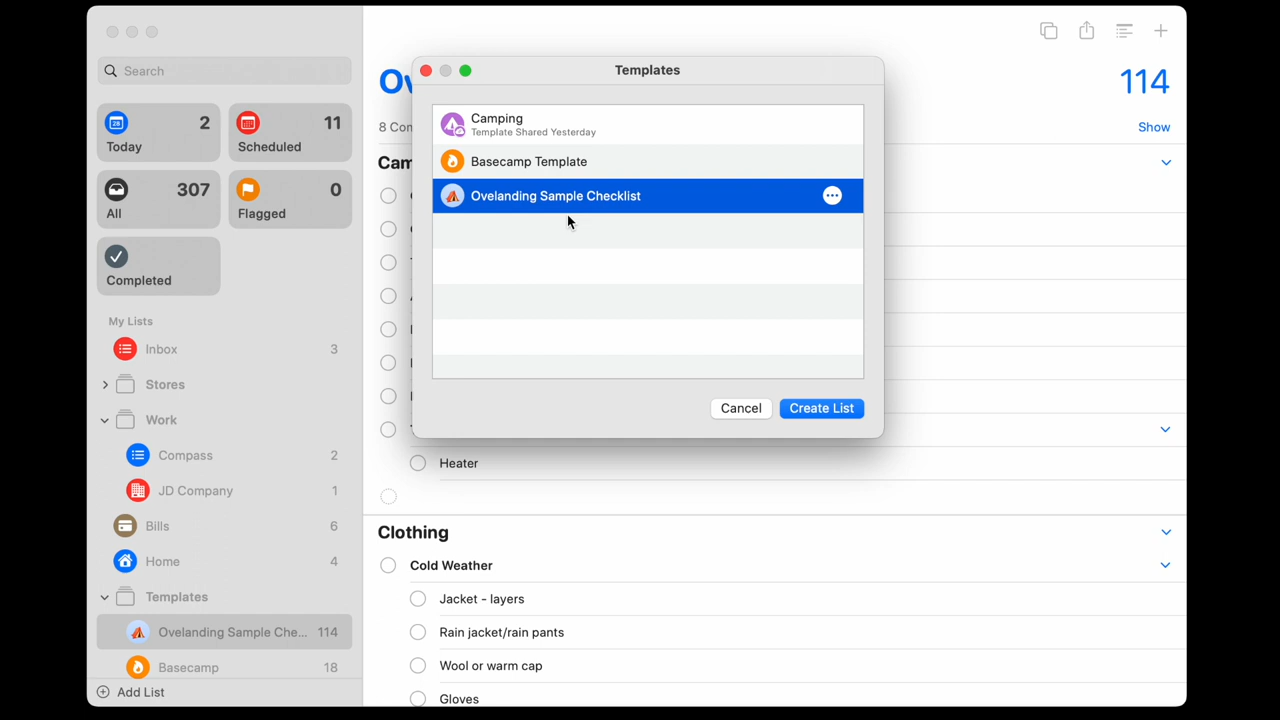 Search
28
2
Today
11
Scheduled
307
All
0
Flagged
Completed
My Lists
Inbox 3
Stores
Work
Compass 2
JD Company 1
Bills 6
Home 4
Templates
Ovelanding Sample Che... 114
Basecamp 18
Add List
Ov
114
8 Con
Show
Cam
Templates
Camping
Template Shared Yesterday
Basecamp Template
Ovelanding Sample Checklist
Cancel
Create List
Heater
Clothing
Cold Weather
Jacket - layers
Rain jacket/rain pants
Wool or warm cap
Gloves